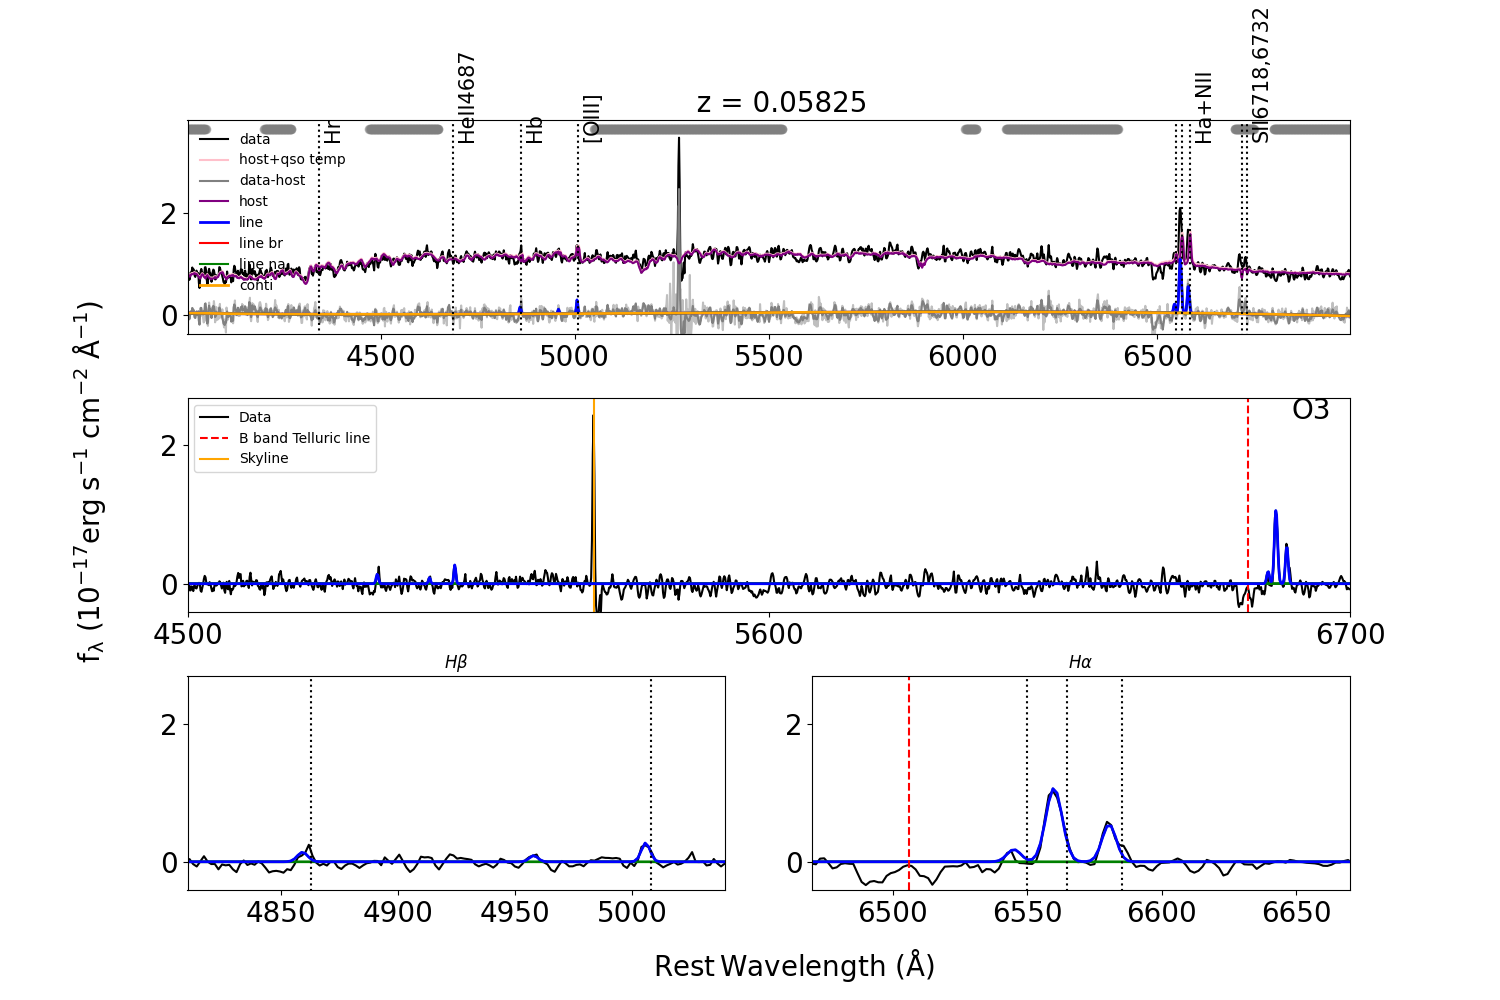 z = 0.05825
Hr
HeII4687
Hb
[OIII]
Ha+NII
SII6718,6732
data
host+qso temp
data-host
host
line
line br
line na
conti
2
0
4500 5000 5500 6000 6500
Data
B band Telluric line
Skyline
O3
2
0
4500 5600 6700
fλ (10−17erg s−1 cm−2 Å−1)
Hβ
2
0
4850 4900 4950 5000
Hα
2
0
6500 6550 6600 6650
Rest Wavelength (Å)